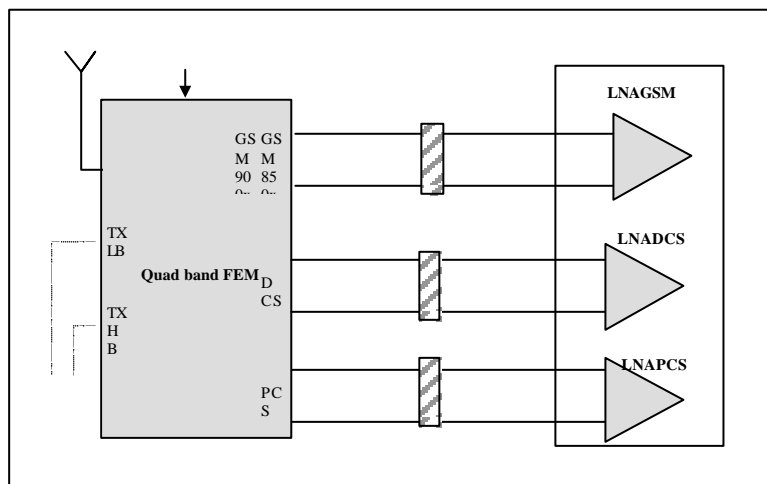 LNAGSM
GS GS
M M
90 85
TX
LB
LNADCS
Quad band FEM
D
CS
TX
H
B
LNAPCS
PC
S